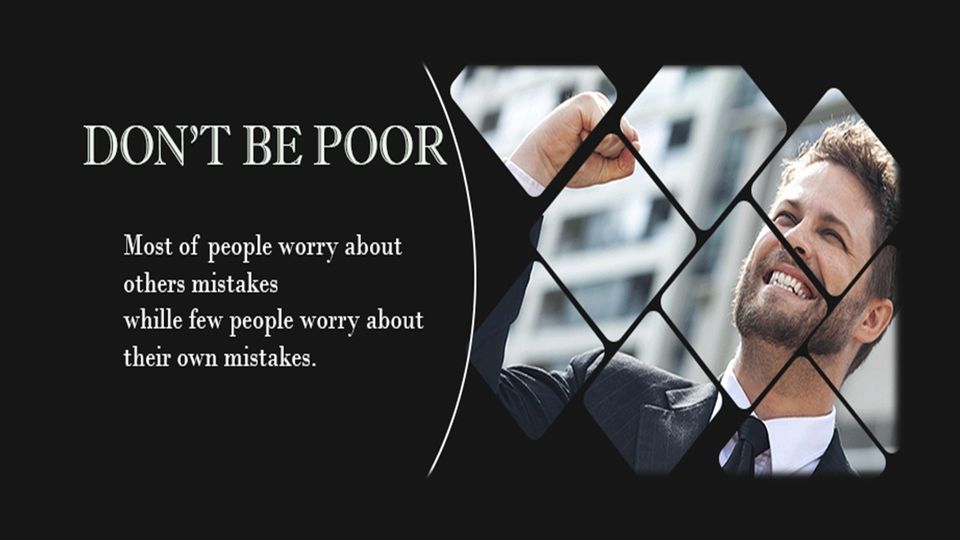 DON'T BE POOR
Most of people worry about
others mistakes
whille few people worry about
their own mistakes.